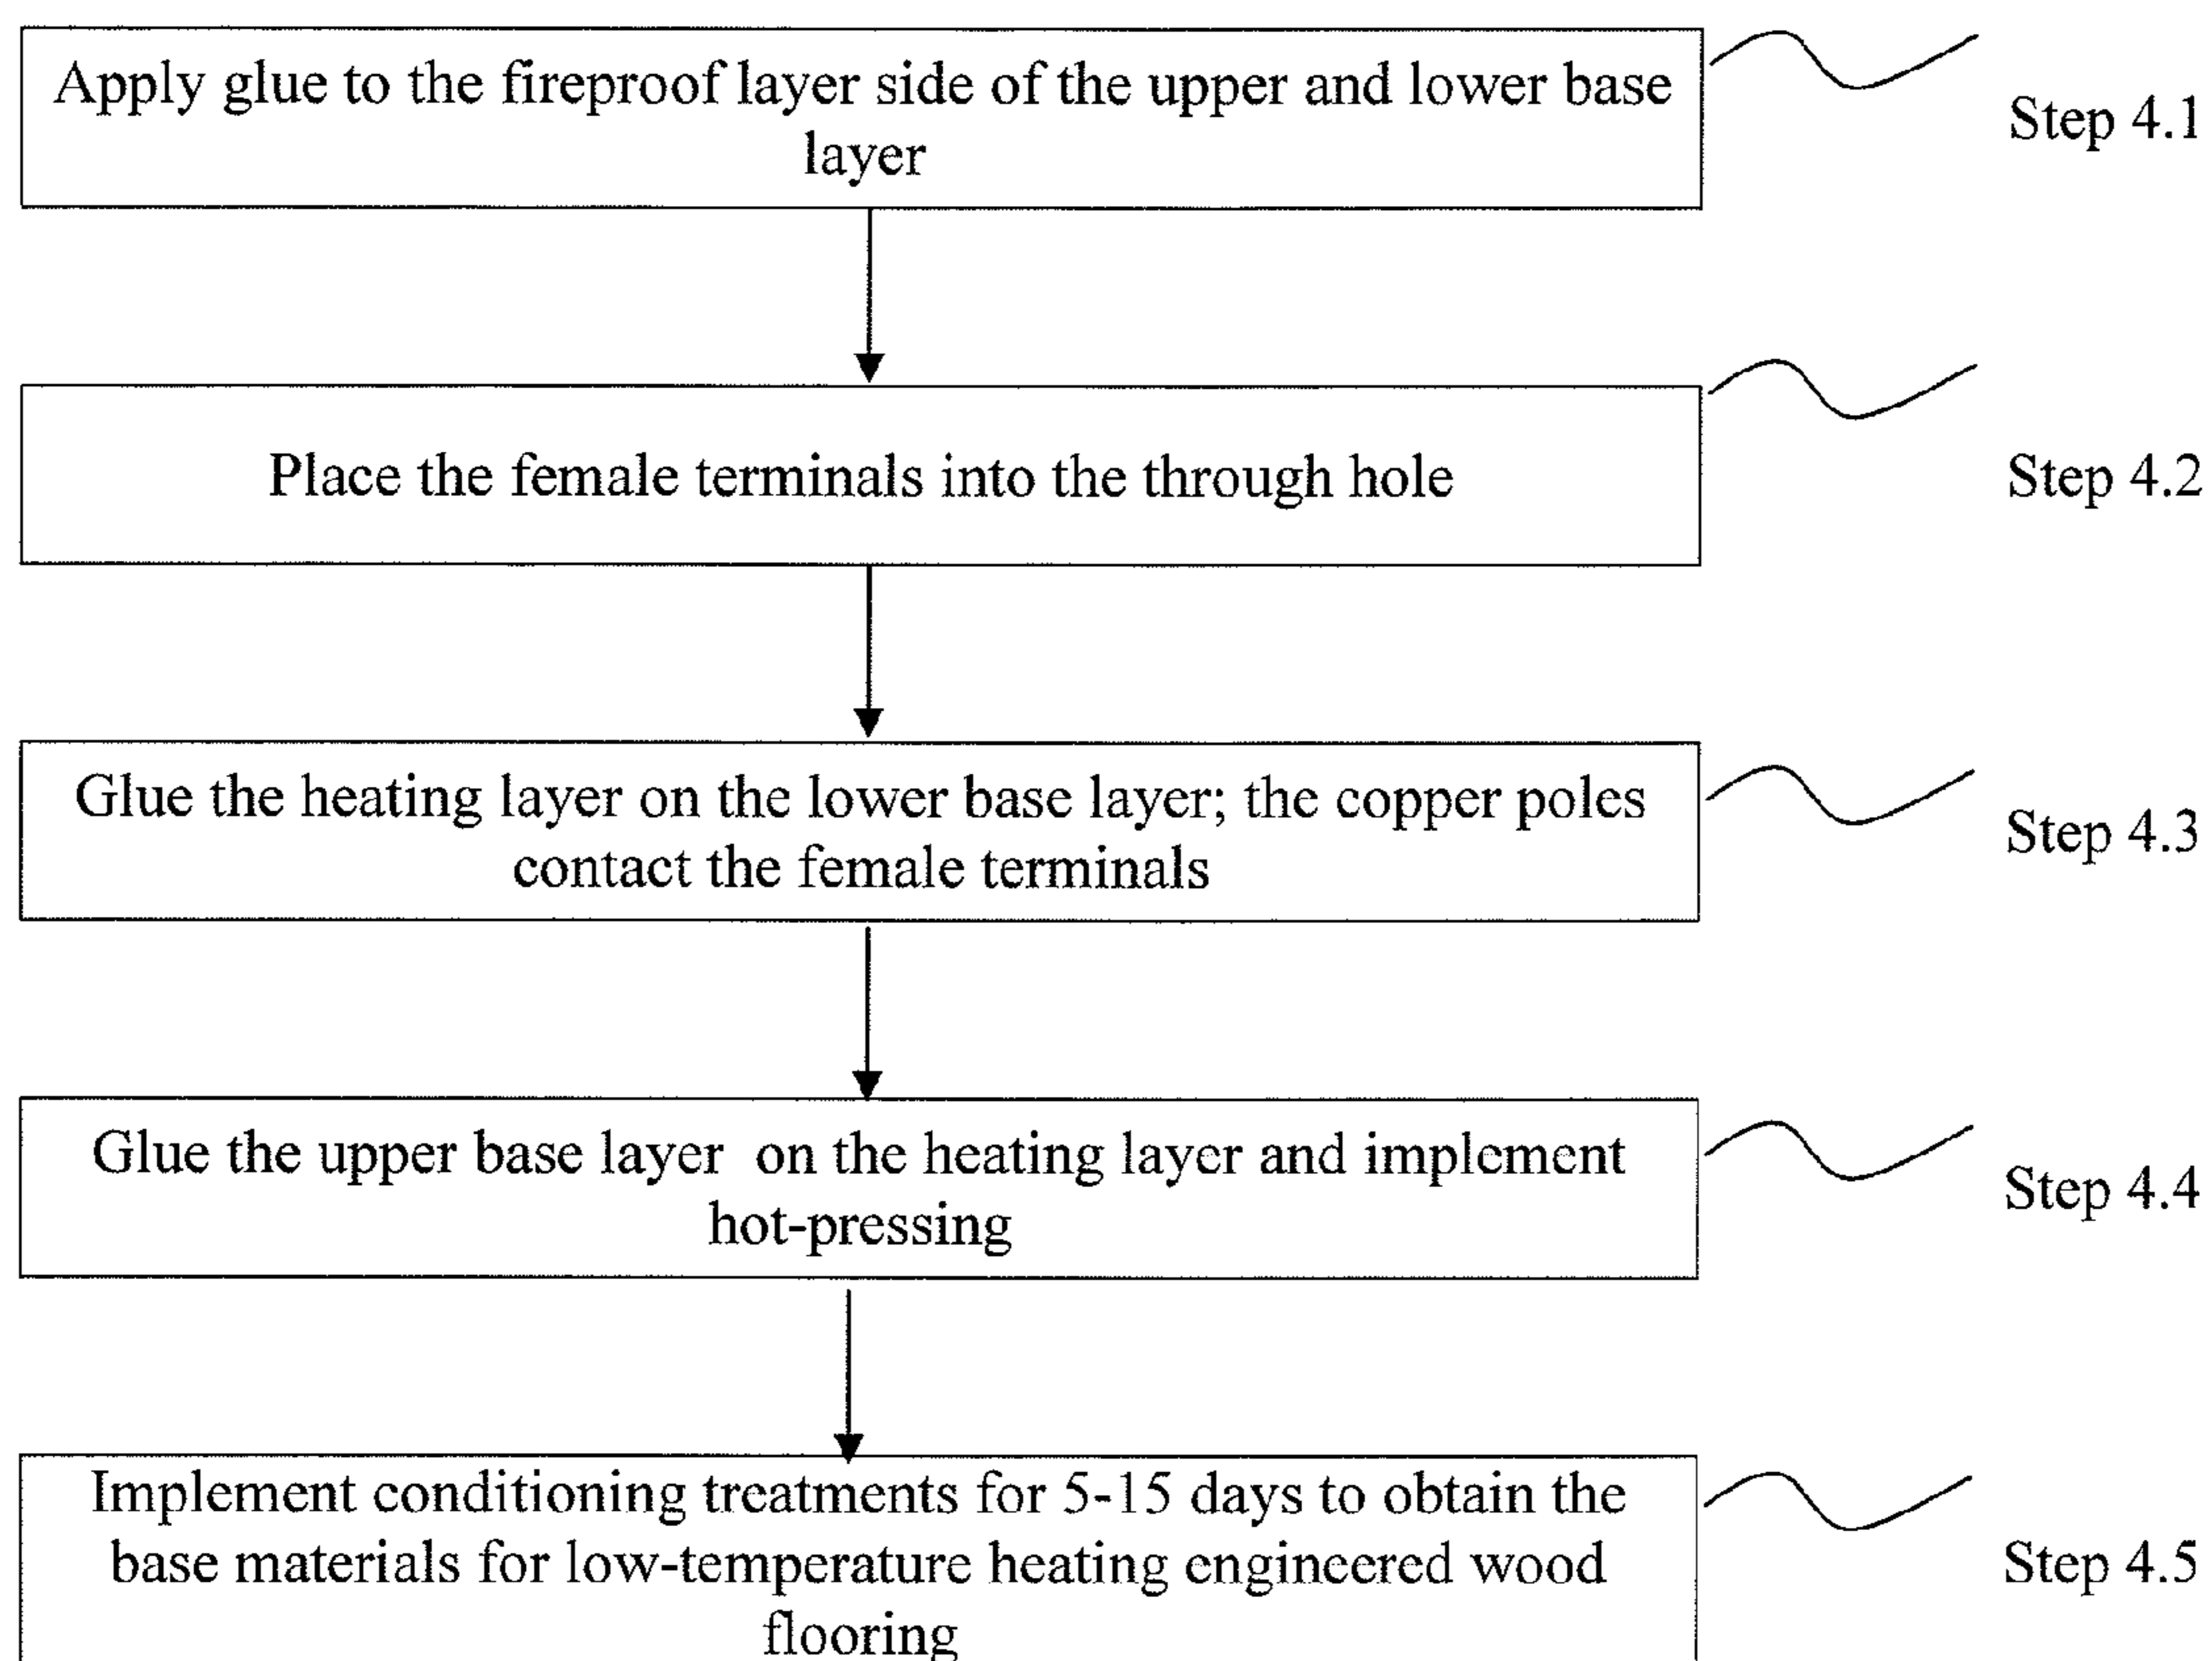 Apply glue to the fireproof layer side of the upper and lower base
layer
Step 4.1
Place the female terminals into the through hole
Step 4.2
Glue the heating layer on the lower base layer; the copper poles
contact the female terminals
Step 4.3
Glue the upper base layer on the heating layer and implement
hot-pressing
Step 4.4
Implement conditioning treatments for 5-15 days to obtain the
base materials for low-temperature heating engineered wood
flooring
Step 4.5